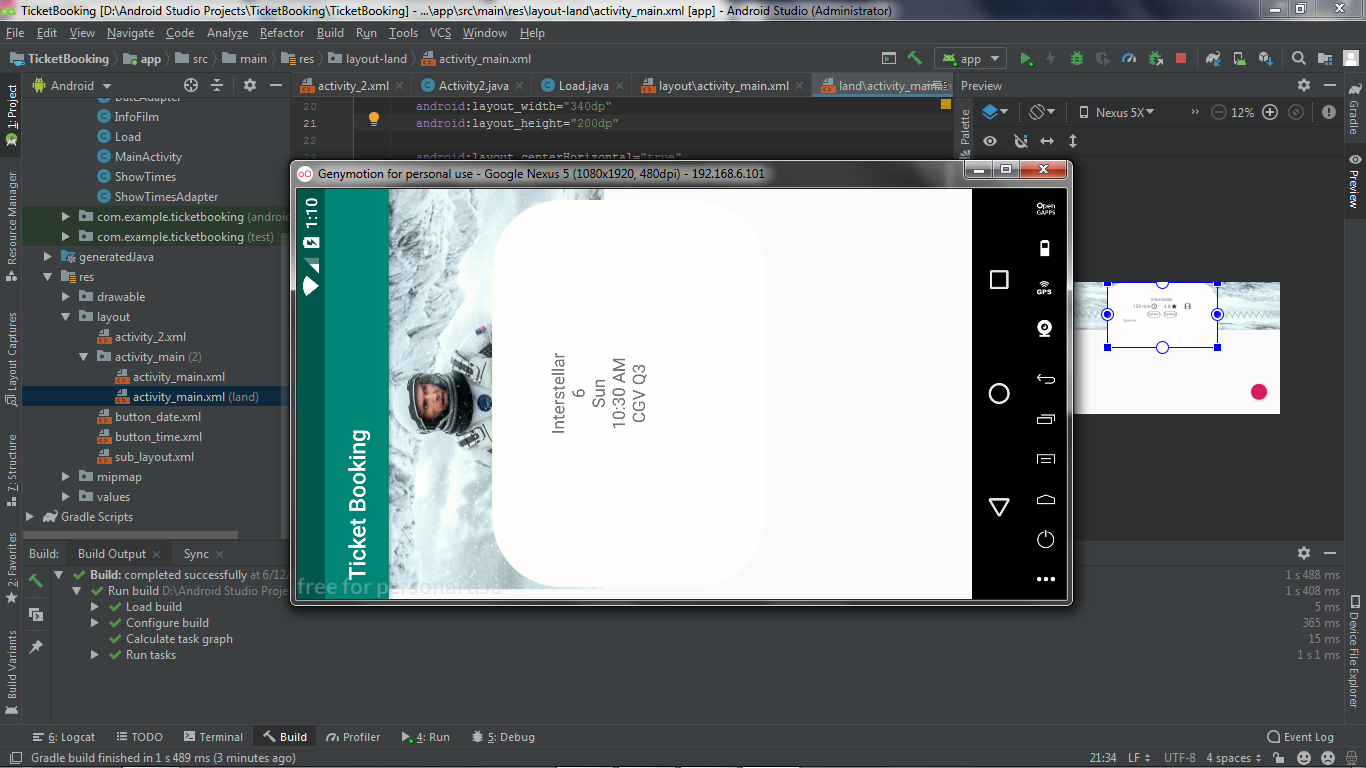 TicketBooking [D:\Android Studio Projects\TicketBooking\TicketBooking] - ...\app\src\main\res\layout-land\activity_main.xml [app] - Android Studio (Administrator)
File Edit View Navigate Code Analyze Refactor Build Run Tools VCS Window Help
TicketBooking app src main res layout-land activity_main.xml
app
Android
activity_2.xml Activity2.java Load.java layout\activity_main.xml land\activity_main
Preview
1: Project
Resource Manager
Layout Captures
7: Structure
2: Favorites
Build Variants
InfoFilm
Load
MainActivity
ShowTimes
ShowTimesAdapter
com.example.ticketbooking
com.example.ticketbooking (test)
generatedJava
res
drawable
layout
activity_2.xml
activity_main (2)
activity_main.xml
activity_main.xml (land)
button_date.xml
button_time.xml
sub_layout.xml
mipmap
values
Gradle Scripts
20 android:layout_width="340dp"
21 android:layout_height="200dp"
22
android:layout_centerHorizontal="true"
Palette
Nexus 5X
12%
Gradle
Preview
Device File Explorer
Genymotion for personal use - Google Nexus 5 (1080x1920, 480dpi) - 192.168.6.101
1:10
Ticket Booking
Interstellar
6
Sun
10:30 AM
CGV Q3
free for personal use
Open
GAPPS
GPS
Interstellar
159 min
Build: Build Output Sync
Build: completed successfully at 6/12/
1 s 488 ms
Run build D:\Android Studio Proje
1 s 408 ms
Load build
5 ms
Configure build
365 ms
Calculate task graph
15 ms
Run tasks
1 s 1 ms
6: Logcat TODO Terminal Build Profiler 4: Run 5: Debug Event Log
Gradle build finished in 1 s 489 ms (3 minutes ago)
21:34 LF UTF-8 4 spaces